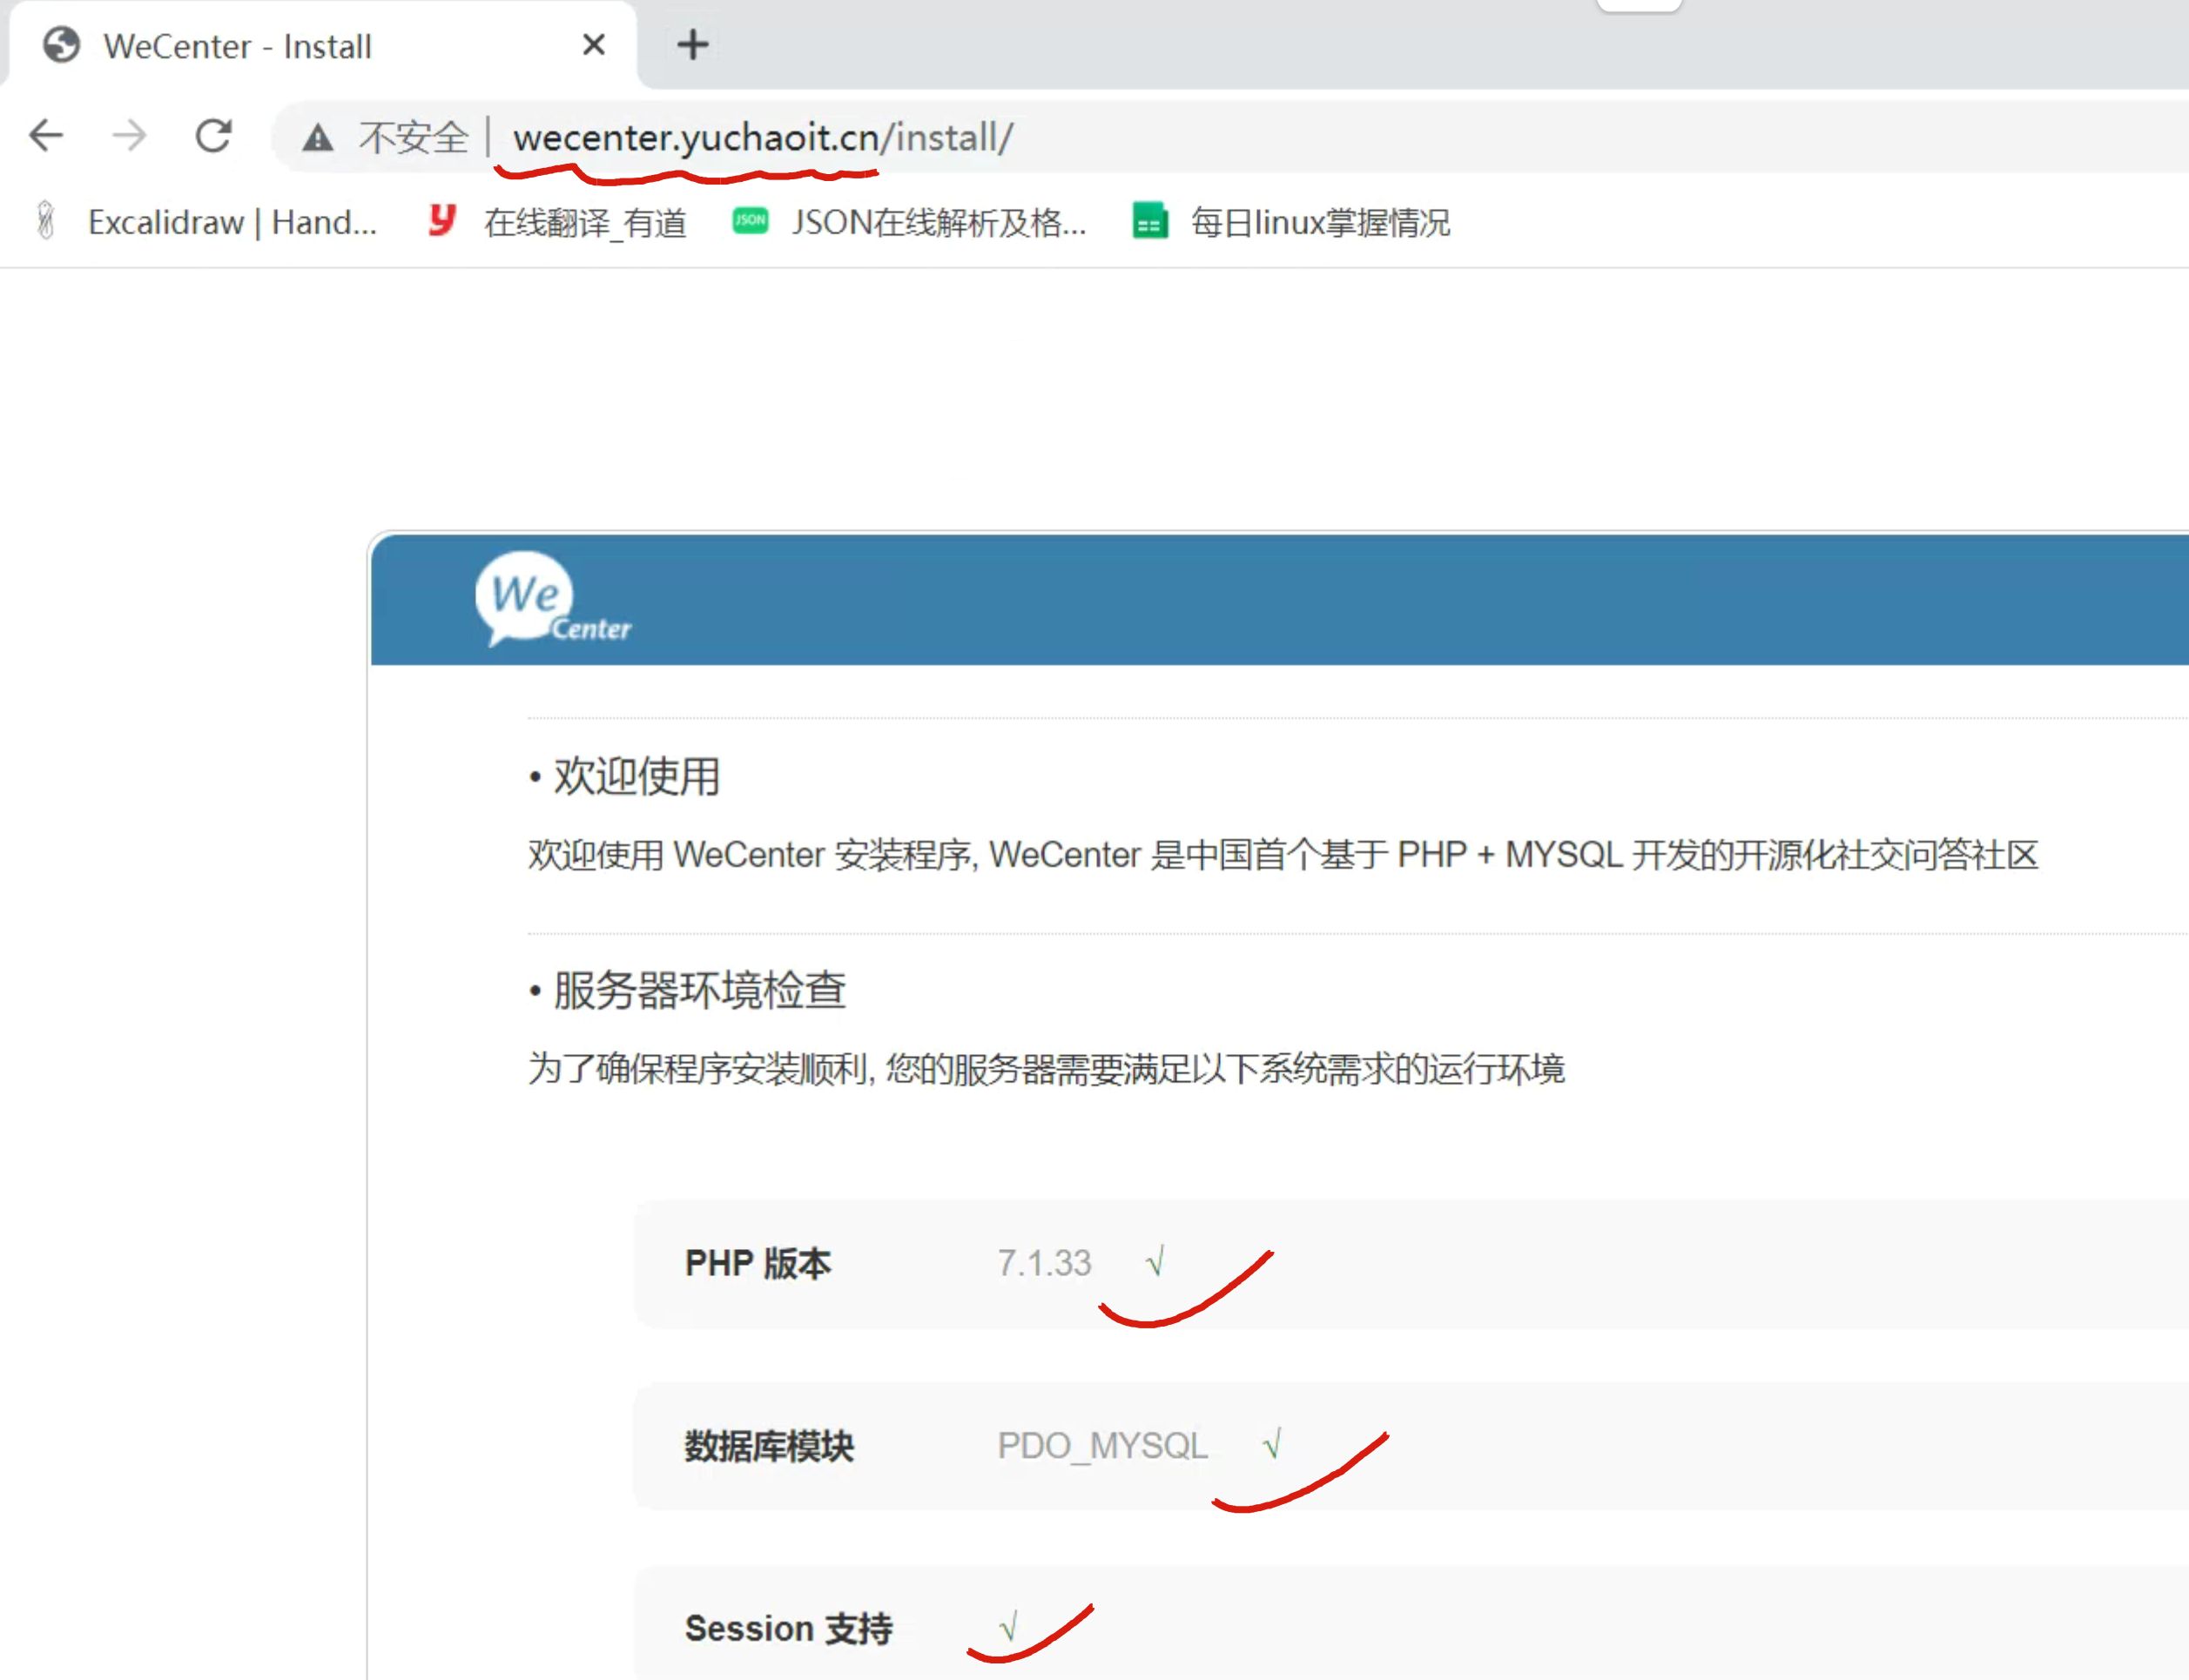 WeCenter - Install
不安全 | wecenter.yuchaoit.cn/install/
Excalidraw | Hand... 在线翻译_有道 JSON JSON在线解析及格... 每日linux掌握情况
We Center
• 欢迎使用
欢迎使用 WeCenter 安装程序, WeCenter 是中国首个基于 PHP + MYSQL 开发的开源化社交问答社区
• 服务器环境检查
为了确保程序安装顺利, 您的服务器需要满足以下系统需求的运行环境
PHP 版本 7.1.33 √
数据库模块 PDO_MYSQL √
Session 支持 √